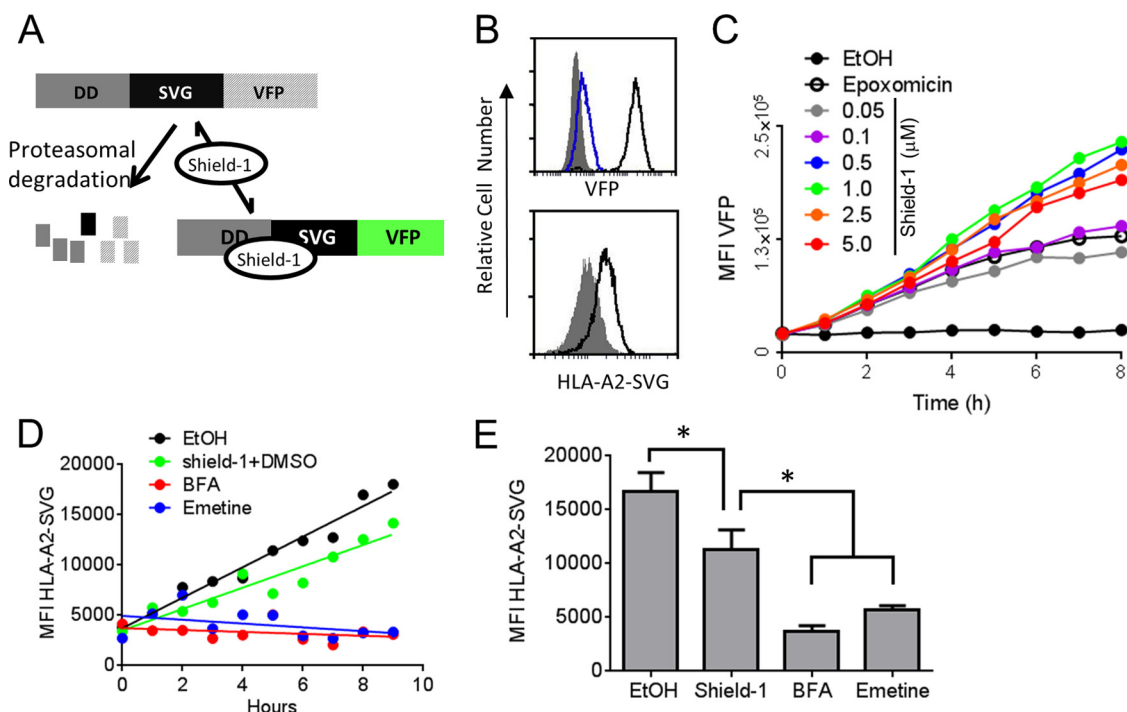 A
DD SVG VFP
Proteasomal
degradation
Shield-1
DD SVG VFP
Shield-1
B
Relative Cell Number
VFP
HLA-A2-SVG
C
EtOH
Epoxomicin
0.05
0.1
0.5
1.0
2.5
5.0
Shield-1 (μM)
MFI VFP
2.5×10⁵
1.3×10⁵
0
0 2 4 6 8
Time (h)
D
EtOH
shield-1+DMSO
BFA
Emetine
MFI HLA-A2-SVG
20000
15000
10000
5000
0
0 2 4 6 8 10
Hours
E
MFI HLA-A2-SVG
20000
15000
10000
5000
0
* *
EtOH Shield-1 BFA Emetine